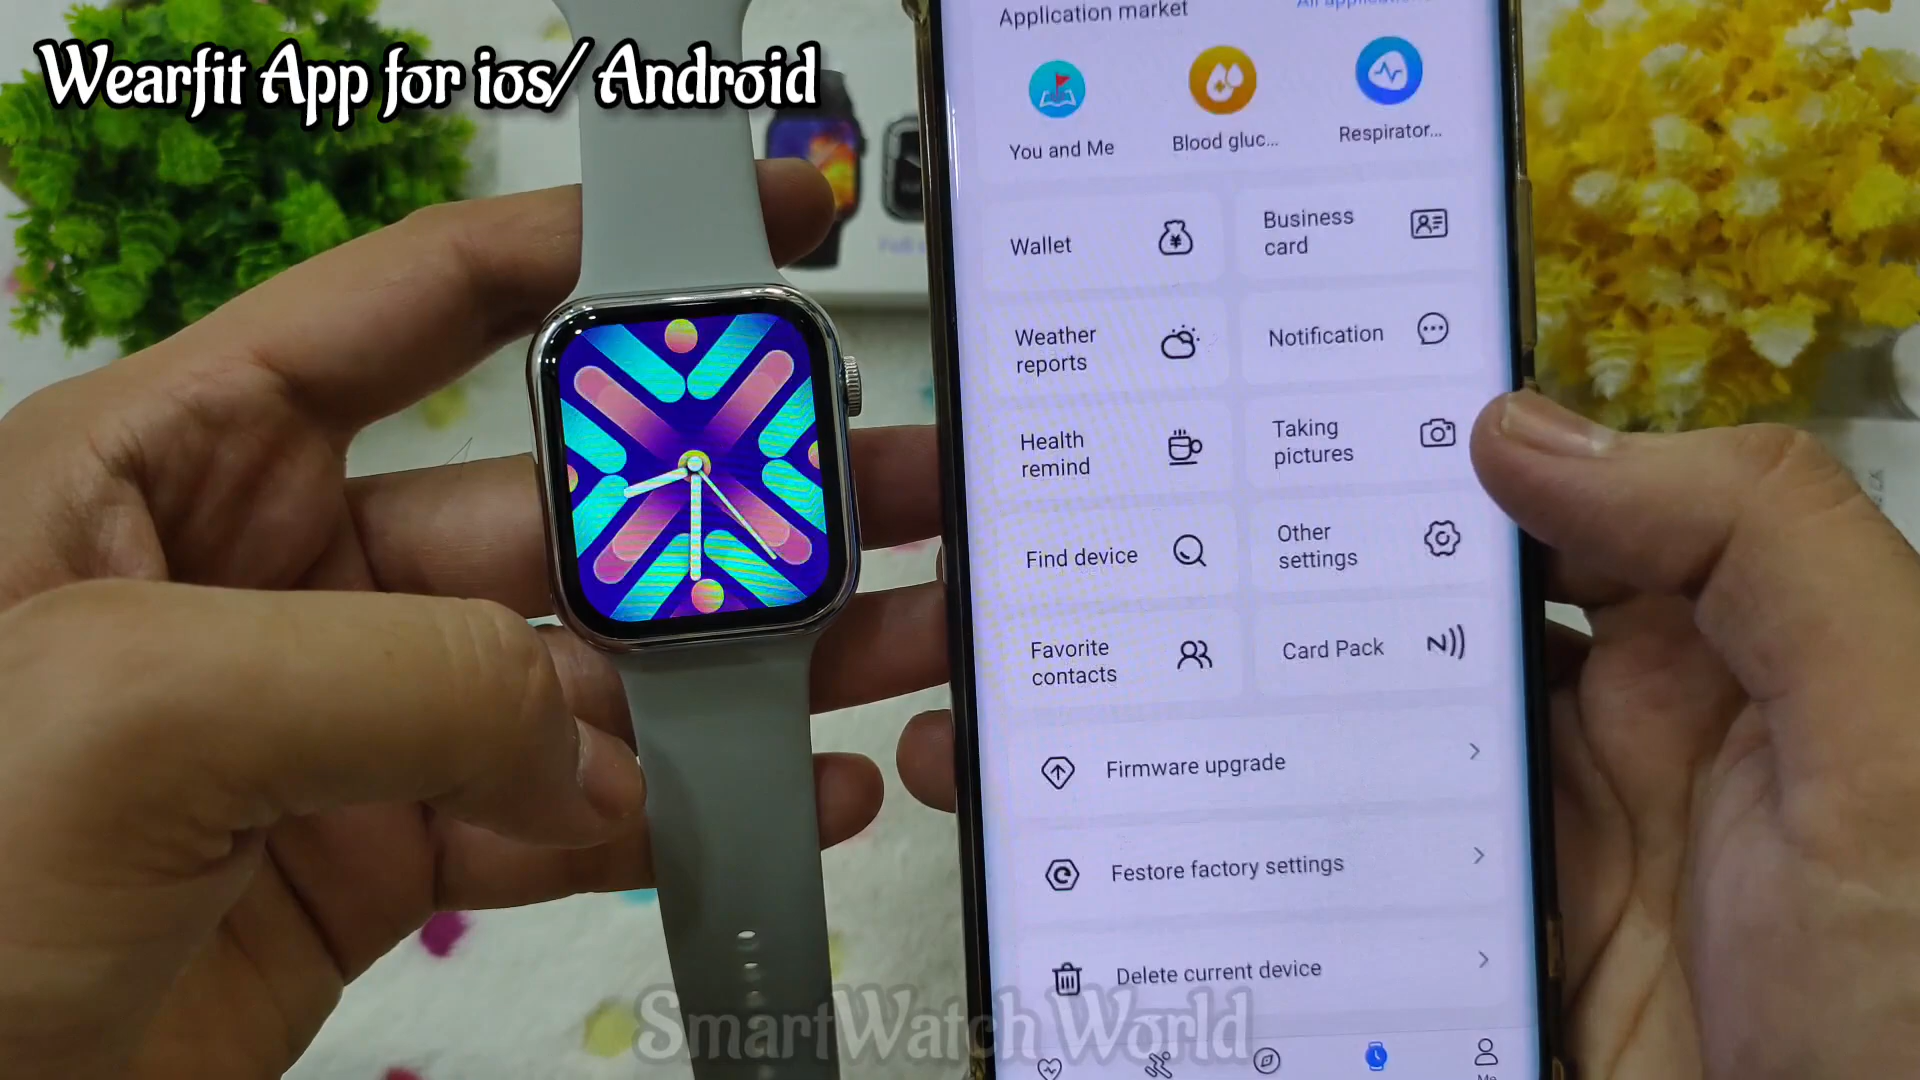 Wearfit App for ios/ Android
Application market
You and Me
Blood gluc...
Respirator...
Wallet
Business
card
Weather
reports
Notification
Health
remind
Taking
pictures
Find device
Other
settings
Favorite
contacts
Card Pack
Firmware upgrade
Festore factory settings
Delete current device
SmartWatch World